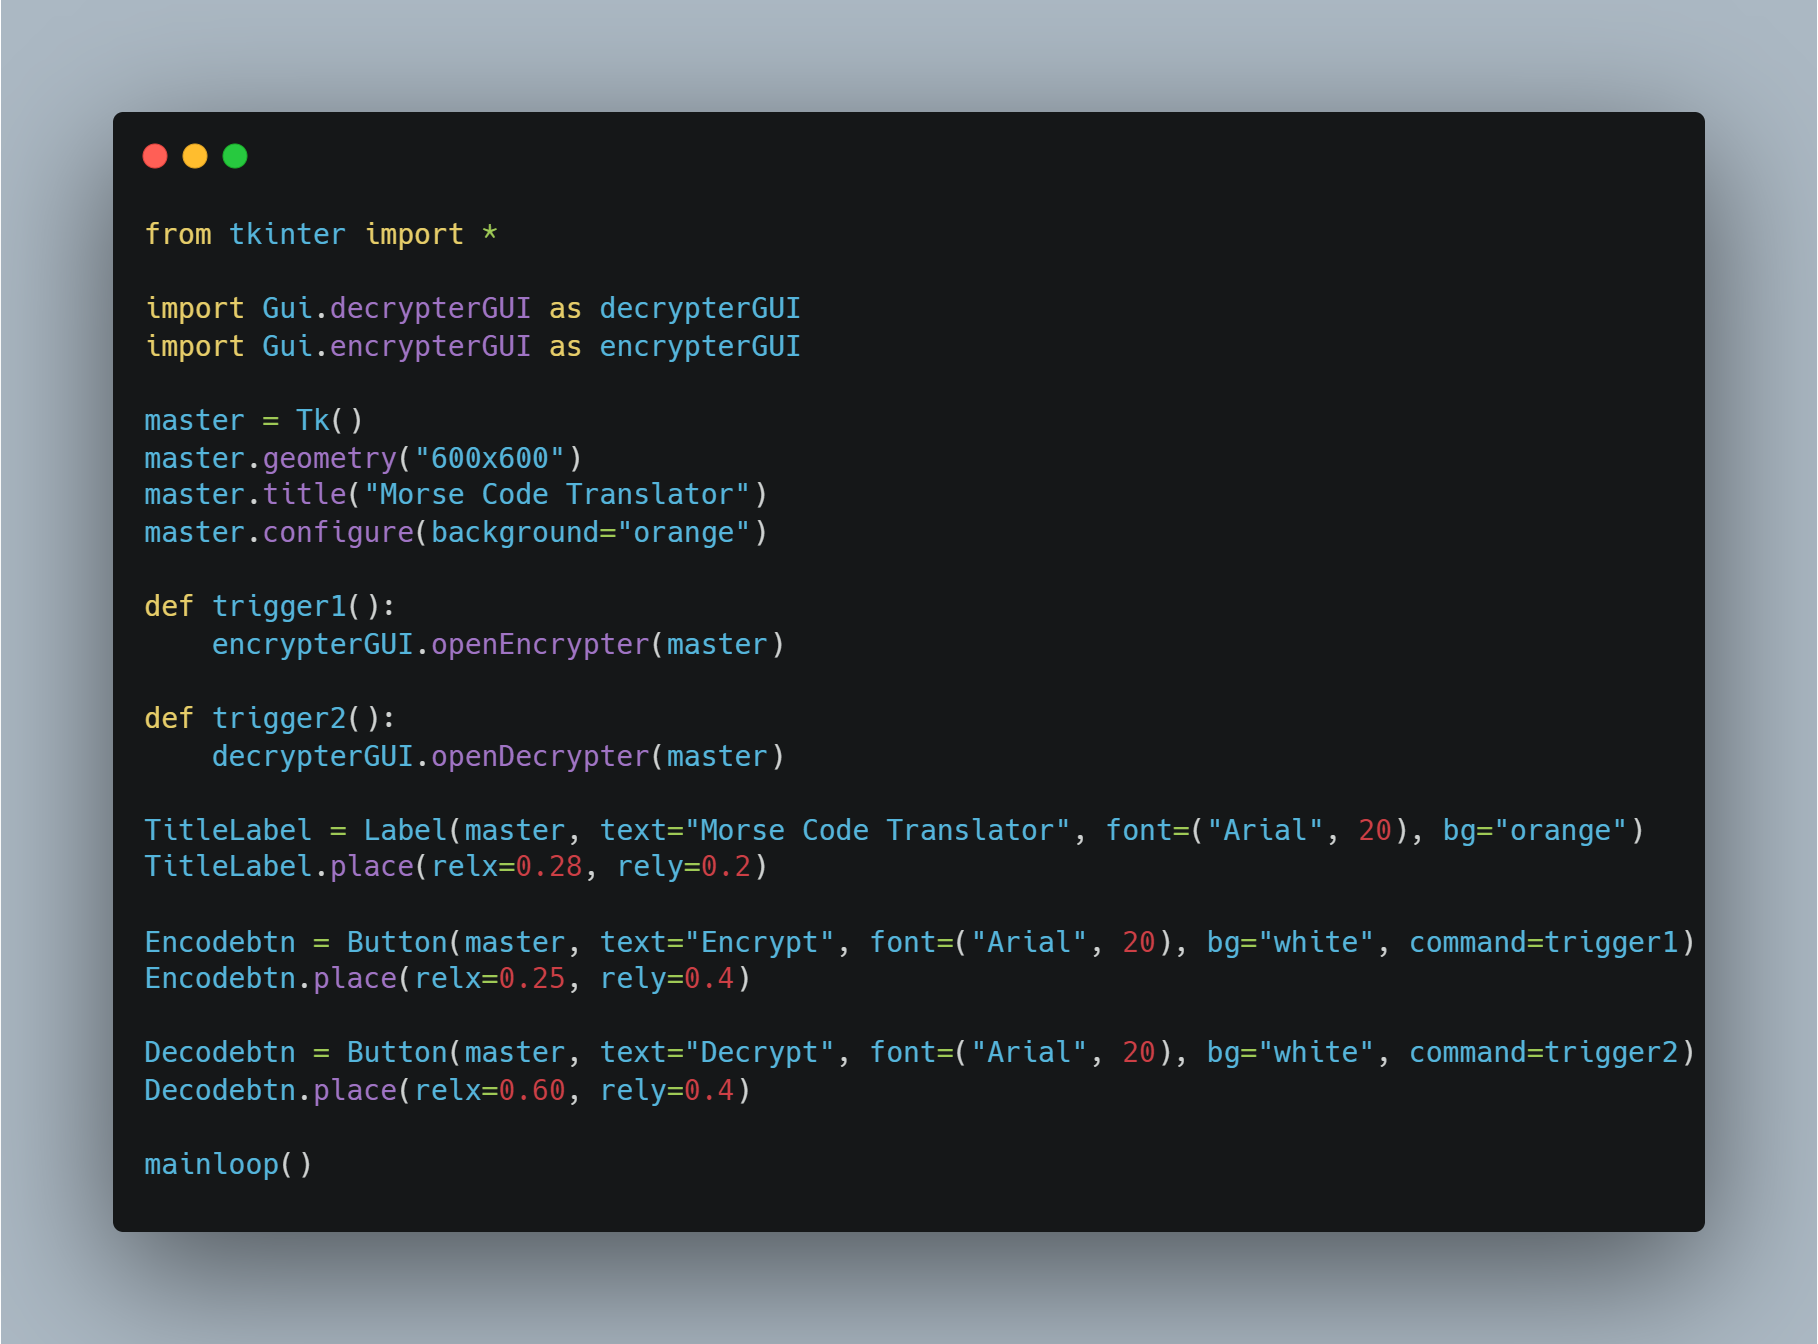 from tkinter import *
import Gui.decrypterGUI as decrypterGUI
import Gui.encrypterGUI as encrypterGUI
master = Tk()
master.geometry("600x600")
master.title("Morse Code Translator")
master.configure(background="orange")
def trigger1():
    encrypterGUI.openEncrypter(master)
def trigger2():
    decrypterGUI.openDecrypter(master)
TitleLabel = Label(master, text="Morse Code Translator", font=("Arial", 20), bg="orange")
TitleLabel.place(relx=0.28, rely=0.2)
Encodebtn = Button(master, text="Encrypt", font=("Arial", 20), bg="white", command=trigger1)
Encodebtn.place(relx=0.25, rely=0.4)
Decodebtn = Button(master, text="Decrypt", font=("Arial", 20), bg="white", command=trigger2)
Decodebtn.place(relx=0.60, rely=0.4)
mainloop()